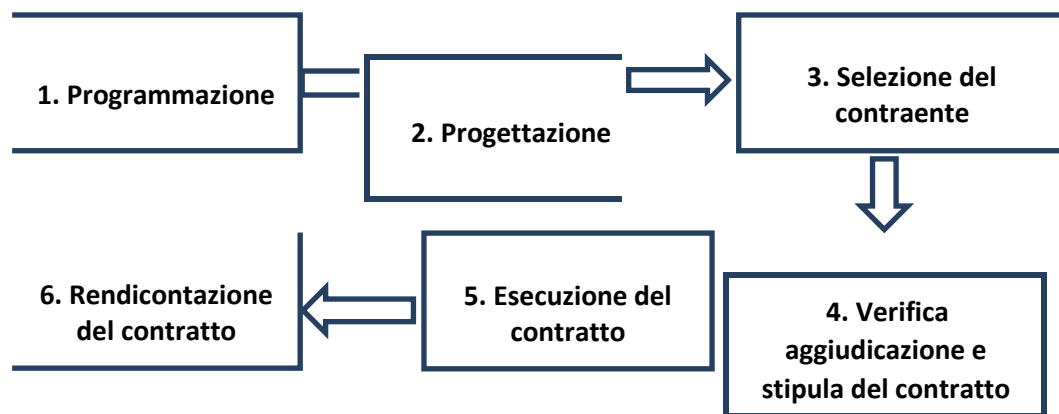 1. Programmazione
2. Progettazione
3. Selezione del
contraente
4. Verifica
aggiudicazione e
stipula del contratto
5. Esecuzione del
contratto
6. Rendicontazione
del contratto